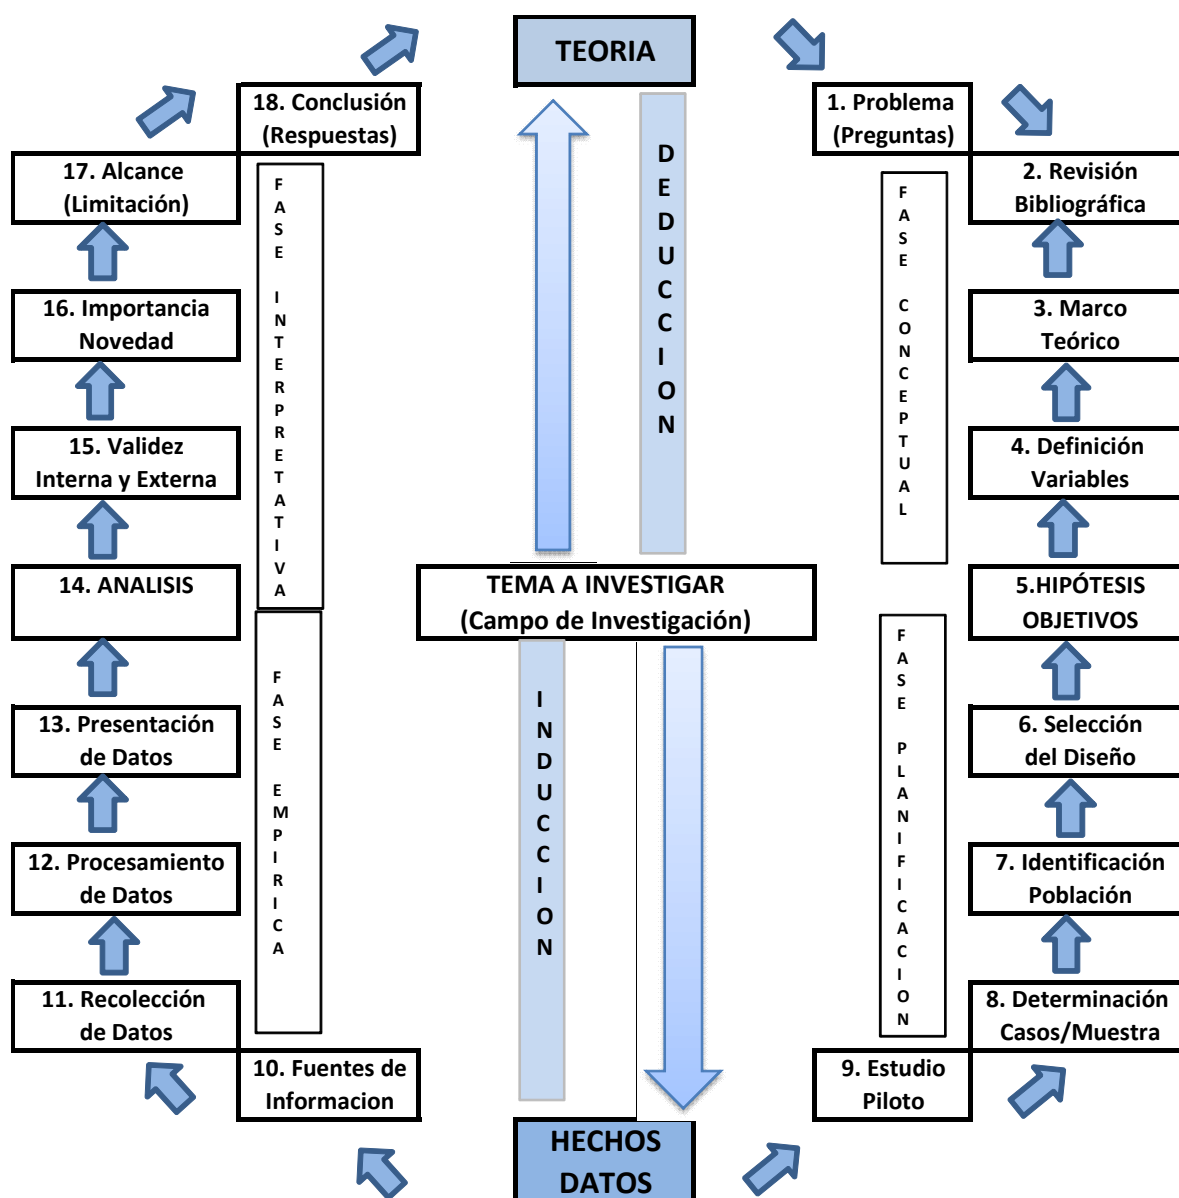 TEORIA
18. Conclusión
(Respuestas)
1. Problema
(Preguntas)
17. Alcance
(Limitación)
2. Revisión
Bibliográfica
16. Importancia
Novedad
3. Marco
Teórico
15. Validez
Interna y Externa
4. Definición
Variables
FASE INTERPRETATIVA
DEDUCCION
FASE CONCEPTUAL
14. ANALISIS
TEMA A INVESTIGAR
(Campo de Investigación)
5.HIPÓTESIS
OBJETIVOS
FASE EMPIRICA
INDUCCION
FASE PLANIFICACION
13. Presentación
de Datos
6. Selección
del Diseño
12. Procesamiento
de Datos
7. Identificación
Población
11. Recolección
de Datos
8. Determinación
Casos/Muestra
10. Fuentes de
Informacion
9. Estudio
Piloto
HECHOS
DATOS